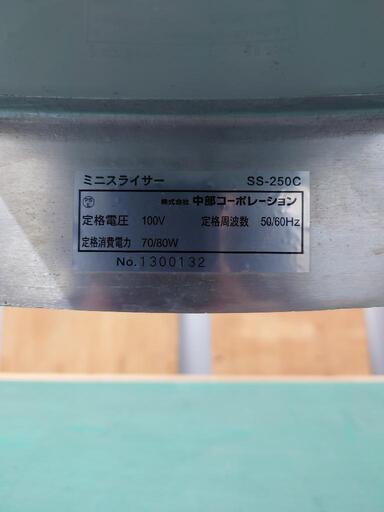 ミニスライサー SS-250C
株式会社 中部コーポレーション
定格電圧 100V 定格周波数 50/60Hz
定格消費電力 70/80W
No.1300132